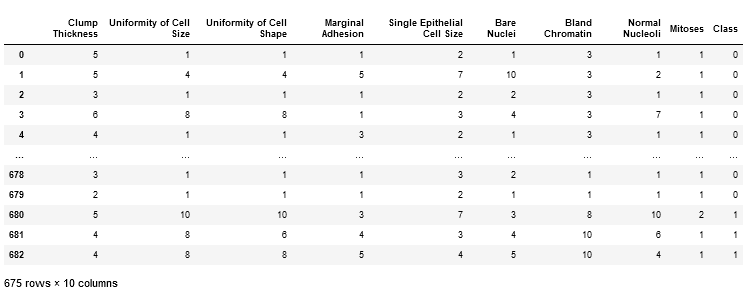 Clump Thickness Uniformity of Cell Size Uniformity of Cell Shape Marginal Adhesion Single Epithelial Cell Size Bare Nuclei Bland Chromatin Normal Nucleoli Mitoses Class
0 5 1 1 1 2 1 3 1 1 0
1 5 4 4 5 7 10 3 2 1 0
2 3 1 1 1 2 2 3 1 1 0
3 6 8 8 1 3 4 3 7 1 0
4 4 1 1 3 2 1 3 1 1 0
... ... ... ... ... ... ... ... ... ... ...
678 3 1 1 1 3 2 1 1 1 0
679 2 1 1 1 2 1 1 1 1 0
680 5 10 10 3 7 3 8 10 2 1
681 4 8 6 4 3 4 10 6 1 1
682 4 8 8 5 4 5 10 4 1 1
675 rows × 10 columns